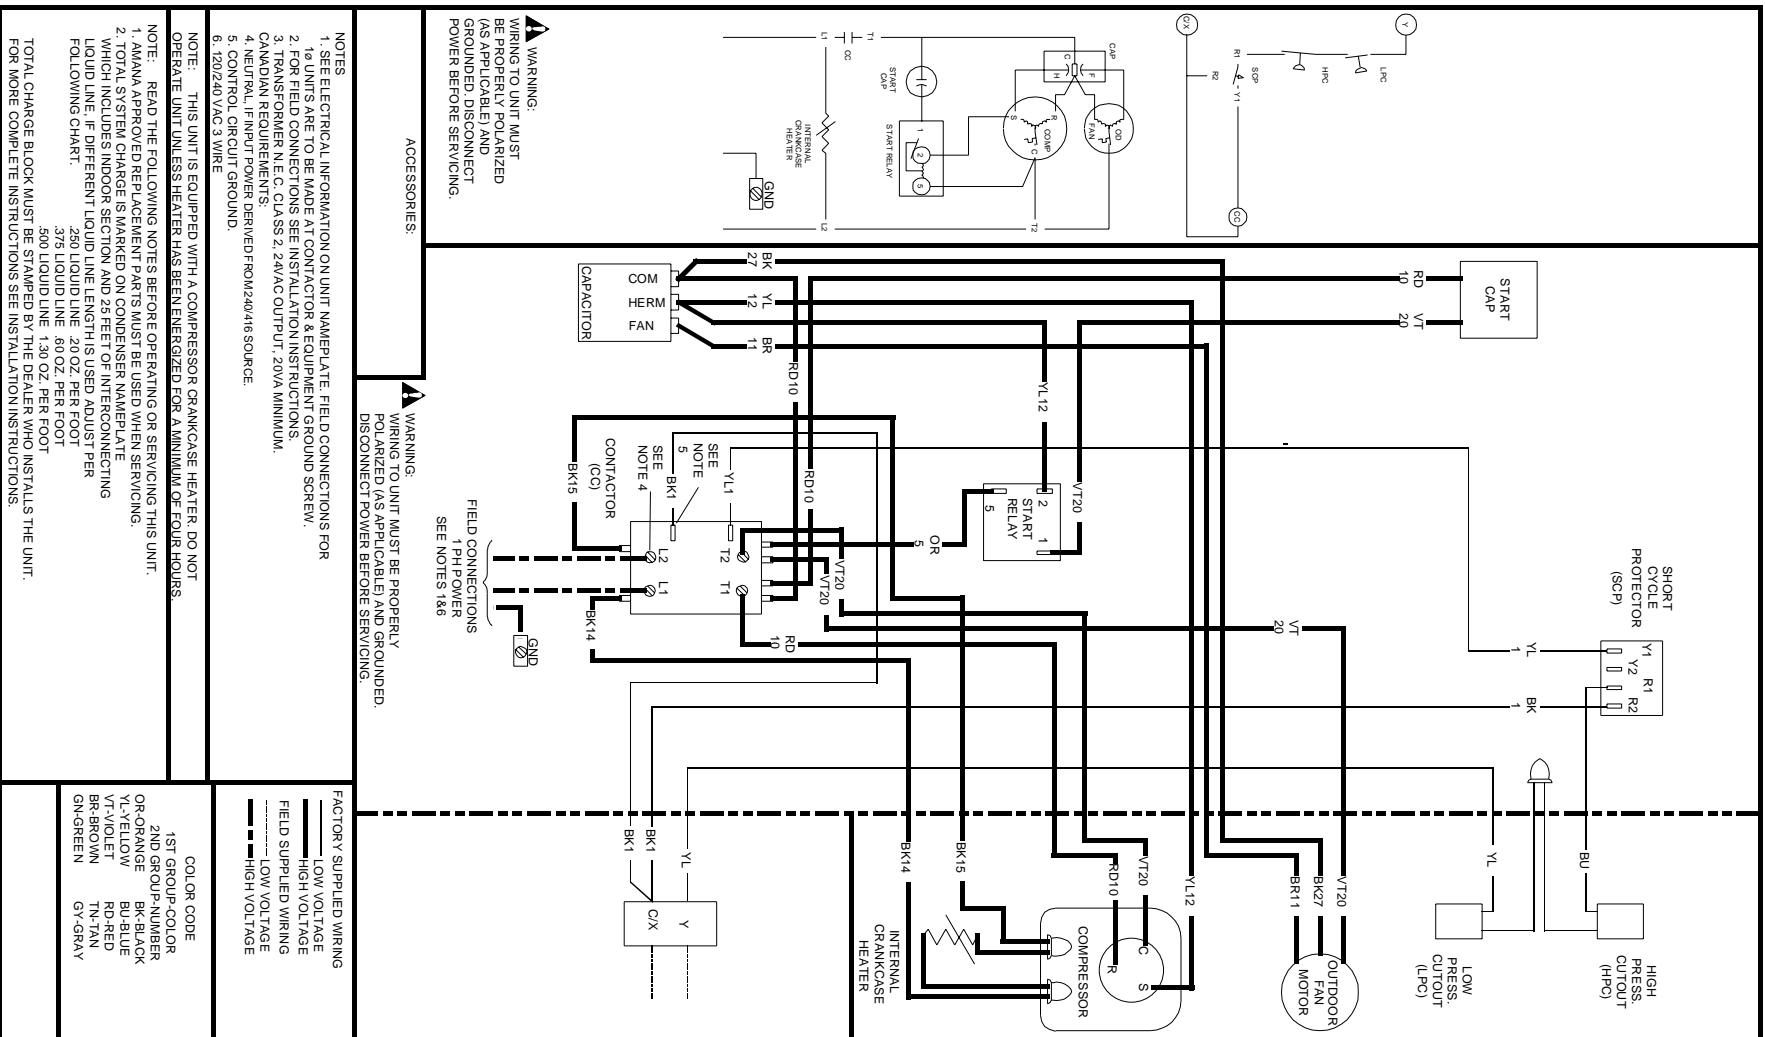 C/X
Y
R1
SCP
Y1
R2
HPC
LPC
CC
CAP
C
H
F
OD
FAN
R
S
COMP
C
T1
L1
CC
START
CAP
START RELAY
1
2
5
INTERNAL
CRANKCASE
HEATER
L2
T2
GND
WARNING:
WIRING TO UNIT MUST
BE PROPERLY POLARIZED
(AS APPLICABLE) AND
GROUNDED. DISCONNECT
POWER BEFORE SERVICING.
ACCESSORIES:
START
CAP
RD
10
VT
20
CAPACITOR
COM
HERM
FAN
BK
27
YL
12
BR
11
RD10
RD10
YL12
VT20
START
RELAY
2
1
5
OR
5
CONTACTOR
(CC)
BK15
SEE
NOTE 4
BK1
SEE
NOTE
5
YL1
L2
L1
T2
T1
VT20
VT20
BK14
RD
10
VT
20
FIELD CONNECTIONS
1 PH POWER
SEE NOTES 1&6
GND
WARNING:
WIRING TO UNIT MUST BE PROPERLY
POLARIZED (AS APPLICABLE) AND GROUNDED.
DISCONNECT POWER BEFORE SERVICING.
SHORT
CYCLE
PROTECTOR
(SCP)
Y1
Y2
R1
R2
YL
1
BK
1
YL
BU
BK1
BK1
YL
C/X
Y
BK14
BK15
RD10
VT20
YL12
BR11
BK27
VT20
INTERNAL
CRANKCASE
HEATER
COMPRESSOR
C
R
S
OUTDOOR
FAN
MOTOR
LOW
PRESS.
CUTOUT
(LPC)
HIGH
PRESS.
CUTOUT
(HPC)
NOTES
1. SEE ELECTRICAL INFORMATION ON UNIT NAMEPLATE. FIELD CONNECTIONS FOR
1ø UNITS ARE TO BE MADE AT CONTACTOR & EQUIPMENT GROUND SCREW.
2. FOR FIELD CONNECTIONS SEE INSTALLATION INSTRUCTIONS.
3. TRANSFORMER N.E.C. CLASS 2, 24VAC OUTPUT, 20VA MINIMUM.
CANADIAN REQUIREMENTS:
4. NEUTRAL, IF INPUT POWER DERIVED FROM 240/416 SOURCE.
5. CONTROL CIRCUIT GROUND.
6. 120/240 VAC 3 WIRE
NOTE: THIS UNIT IS EQUIPPED WITH A COMPRESSOR CRANKCASE HEATER. DO NOT
OPERATE UNIT UNLESS HEATER HAS BEEN ENERGIZED FOR A MINIMUM OF FOUR HOURS.
NOTE: READ THE FOLLOWING NOTES BEFORE OPERATING OR SERVICING THIS UNIT.
1. AMANA APPROVED REPLACEMENT PARTS MUST BE USED WHEN SERVICING.
2. TOTAL SYSTEM CHARGE IS MARKED ON CONDENSER NAMEPLATE
WHICH INCLUDES INDOOR SECTION AND 25 FEET OF INTERCONNECTING
LIQUID LINE, IF DIFFERENT LIQUID LINE LENGTH IS USED ADJUST PER
FOLLOWING CHART.
.250 LIQUID LINE .20 OZ. PER FOOT
.375 LIQUID LINE .60 OZ. PER FOOT
.500 LIQUID LINE 1.30 OZ. PER FOOT
TOTAL CHARGE BLOCK MUST BE STAMPED BY THE DEALER WHO INSTALLS THE UNIT.
FOR MORE COMPLETE INSTRUCTIONS SEE INSTALLATION INSTRUCTIONS.
FACTORY SUPPLIED WIRING
LOW VOLTAGE
HIGH VOLTAGE
FIELD SUPPLIED WIRING
LOW VOLTAGE
HIGH VOLTAGE
COLOR CODE
1ST GROUP-COLOR
2ND GROUP-NUMBER
OR-ORANGE BK-BLACK
YL-YELLOW BU-BLUE
VT-VIOLET RD-RED
BR-BROWN TN-TAN
GN-GREEN GY-GRAY